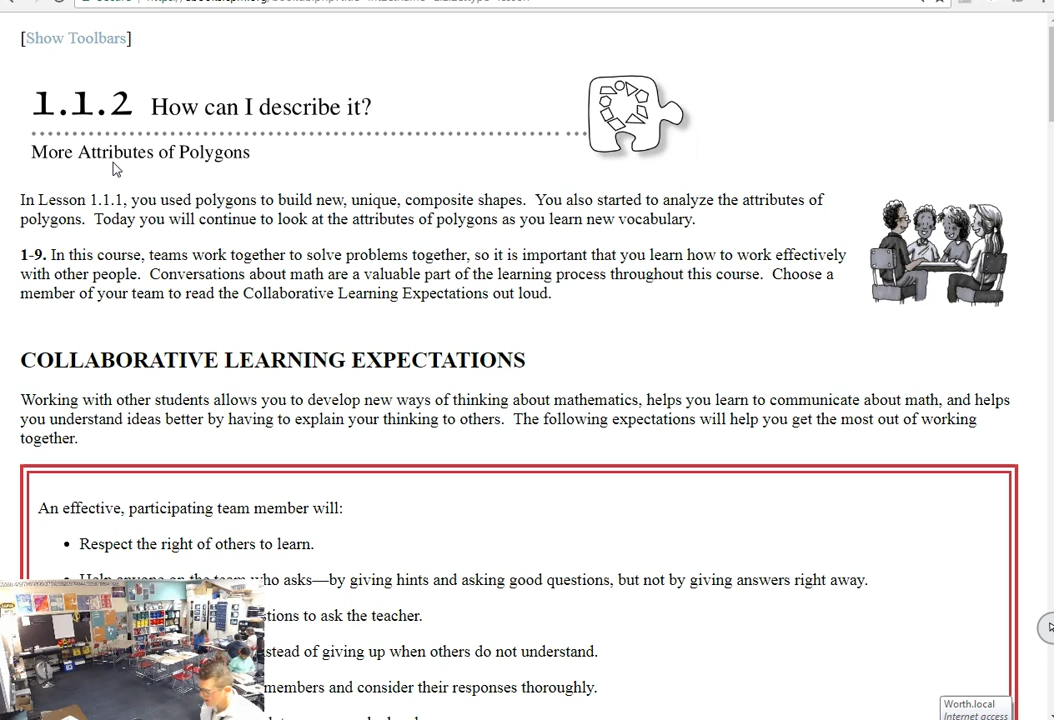 [Show Toolbars]
1.1.2 How can I describe it?
More Attributes of Polygons
In Lesson 1.1.1, you used polygons to build new, unique, composite shapes. You also started to analyze the attributes of
polygons. Today you will continue to look at the attributes of polygons as you learn new vocabulary.
1-9. In this course, teams work together to solve problems together, so it is important that you learn how to work effectively
with other people. Conversations about math are a valuable part of the learning process throughout this course. Choose a
member of your team to read the Collaborative Learning Expectations out loud.
COLLABORATIVE LEARNING EXPECTATIONS
Working with other students allows you to develop new ways of thinking about mathematics, helps you learn to communicate about math, and helps
you understand ideas better by having to explain your thinking to others. The following expectations will help you get the most out of working
together.
An effective, participating team member will:
• Respect the right of others to learn.
• Help anyone on the team who asks—by giving hints and asking good questions, but not by giving answers right away.
to ask the teacher.
instead of giving up when others do not understand.
members and consider their responses thoroughly.
Worth.local
Internet access